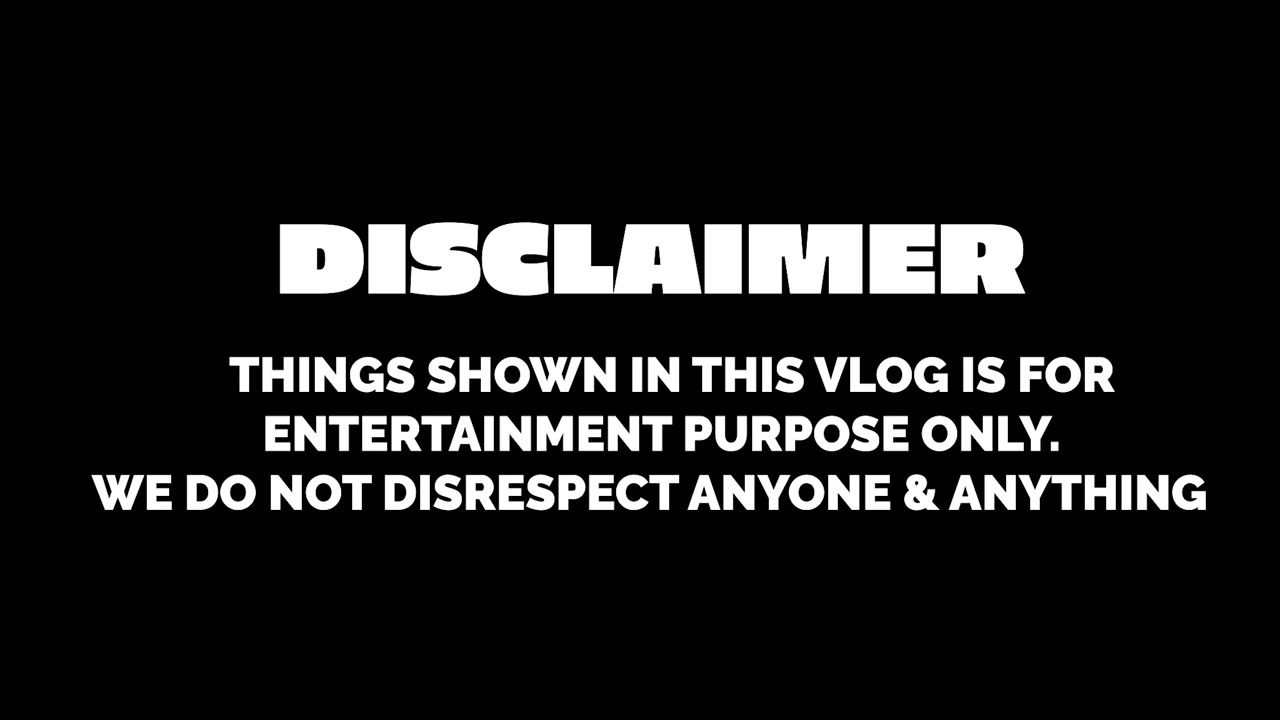 DISCLAIMER
THINGS SHOWN IN THIS VLOG IS FOR
ENTERTAINMENT PURPOSE ONLY.
WE DO NOT DISRESPECT ANYONE & ANYTHING